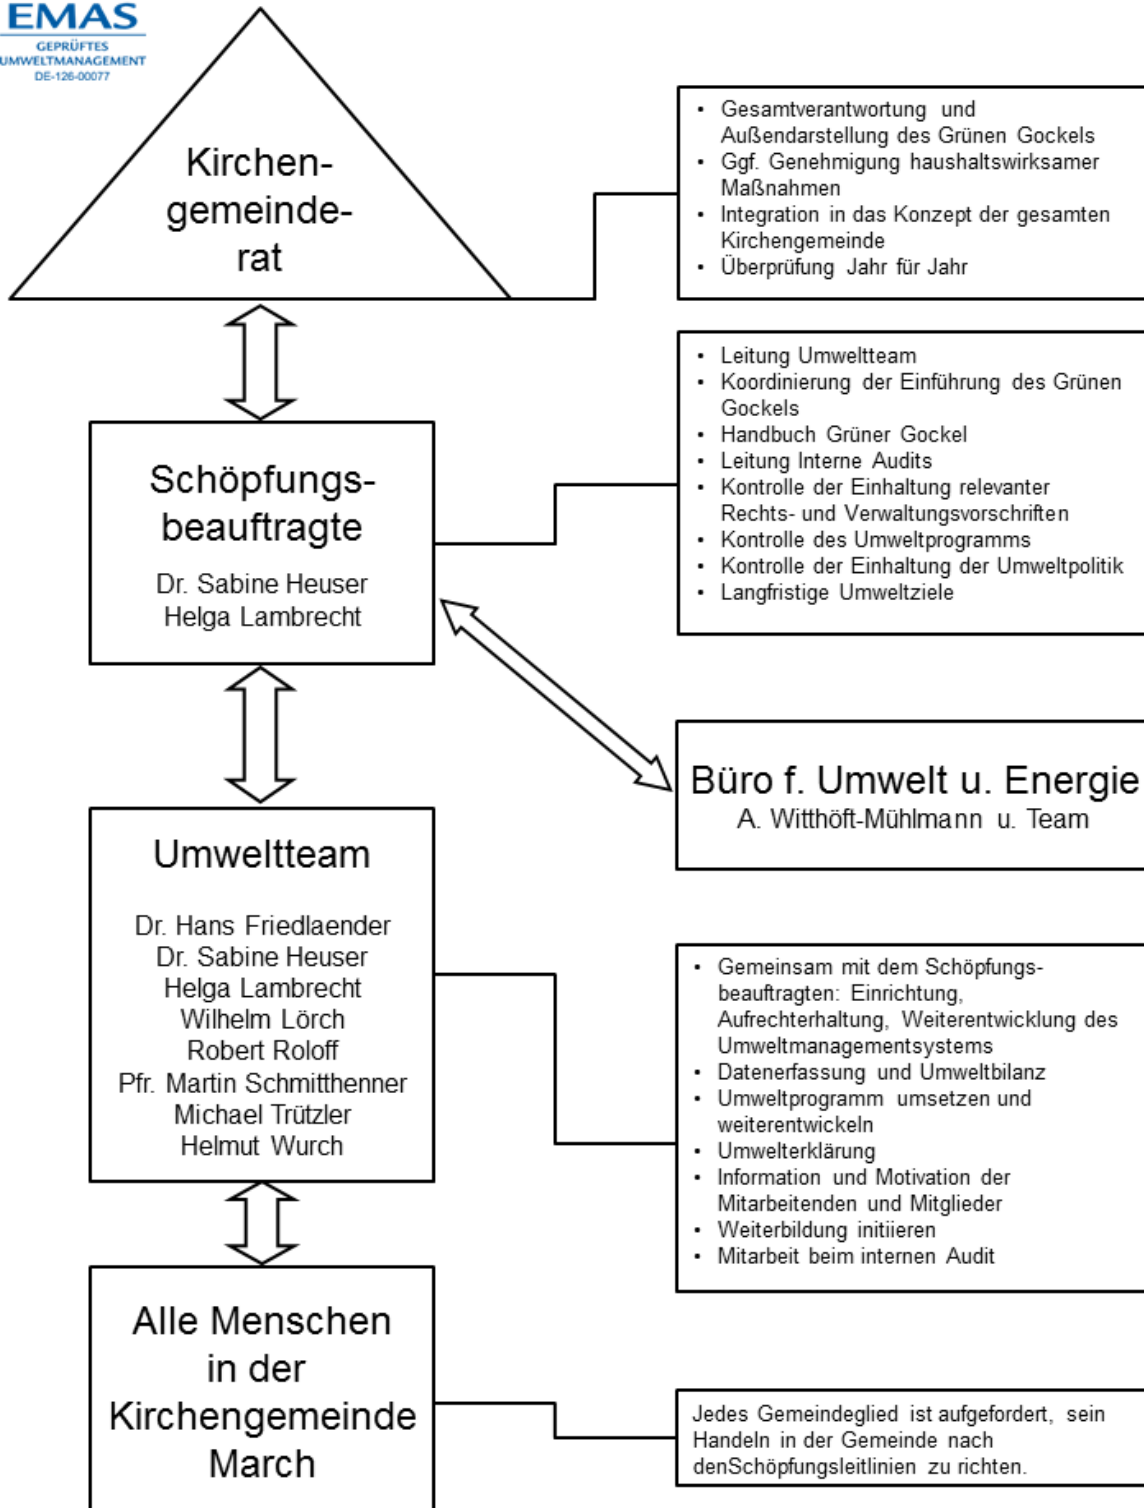 EMAS
GEPRÜFTES
UMWELTMANAGEMENT
DE-126-00077
Kirchen-
gemeinde-
rat
• Gesamtverantwortung und
Außendarstellung des Grünen Gockels
• Ggf. Genehmigung haushaltswirksamer
Maßnahmen
• Integration in das Konzept der gesamten
Kirchengemeinde
• Überprüfung Jahr für Jahr
Schöpfungs-
beauftragte
Dr. Sabine Heuser
Helga Lambrecht
• Leitung Umweltteam
• Koordinierung der Einführung des Grünen
Gockels
• Handbuch Grüner Gockel
• Leitung Interne Audits
• Kontrolle der Einhaltung relevanter
Rechts- und Verwaltungsvorschriften
• Kontrolle des Umweltprogramms
• Kontrolle der Einhaltung der Umweltpolitik
• Langfristige Umweltziele
Büro f. Umwelt u. Energie
A. Witthöft-Mühlmann u. Team
Umweltteam
Dr. Hans Friedlaender
Dr. Sabine Heuser
Helga Lambrecht
Wilhelm Lörch
Robert Roloff
Pfr. Martin Schmitthenner
Michael Trützler
Helmut Wurch
• Gemeinsam mit dem Schöpfungs-
beauftragten: Einrichtung,
Aufrechterhaltung, Weiterentwicklung des
Umweltmanagementsystems
• Datenerfassung und Umweltbilanz
• Umweltprogramm umsetzen und
weiterentwickeln
• Umwelterklärung
• Information und Motivation der
Mitarbeitenden und Mitglieder
• Weiterbildung initiieren
• Mitarbeit beim internen Audit
Alle Menschen
in der
Kirchengemeinde
March
Jedes Gemeindeglied ist aufgefordert, sein
Handeln in der Gemeinde nach
denSchöpfungsleitlinien zu richten.